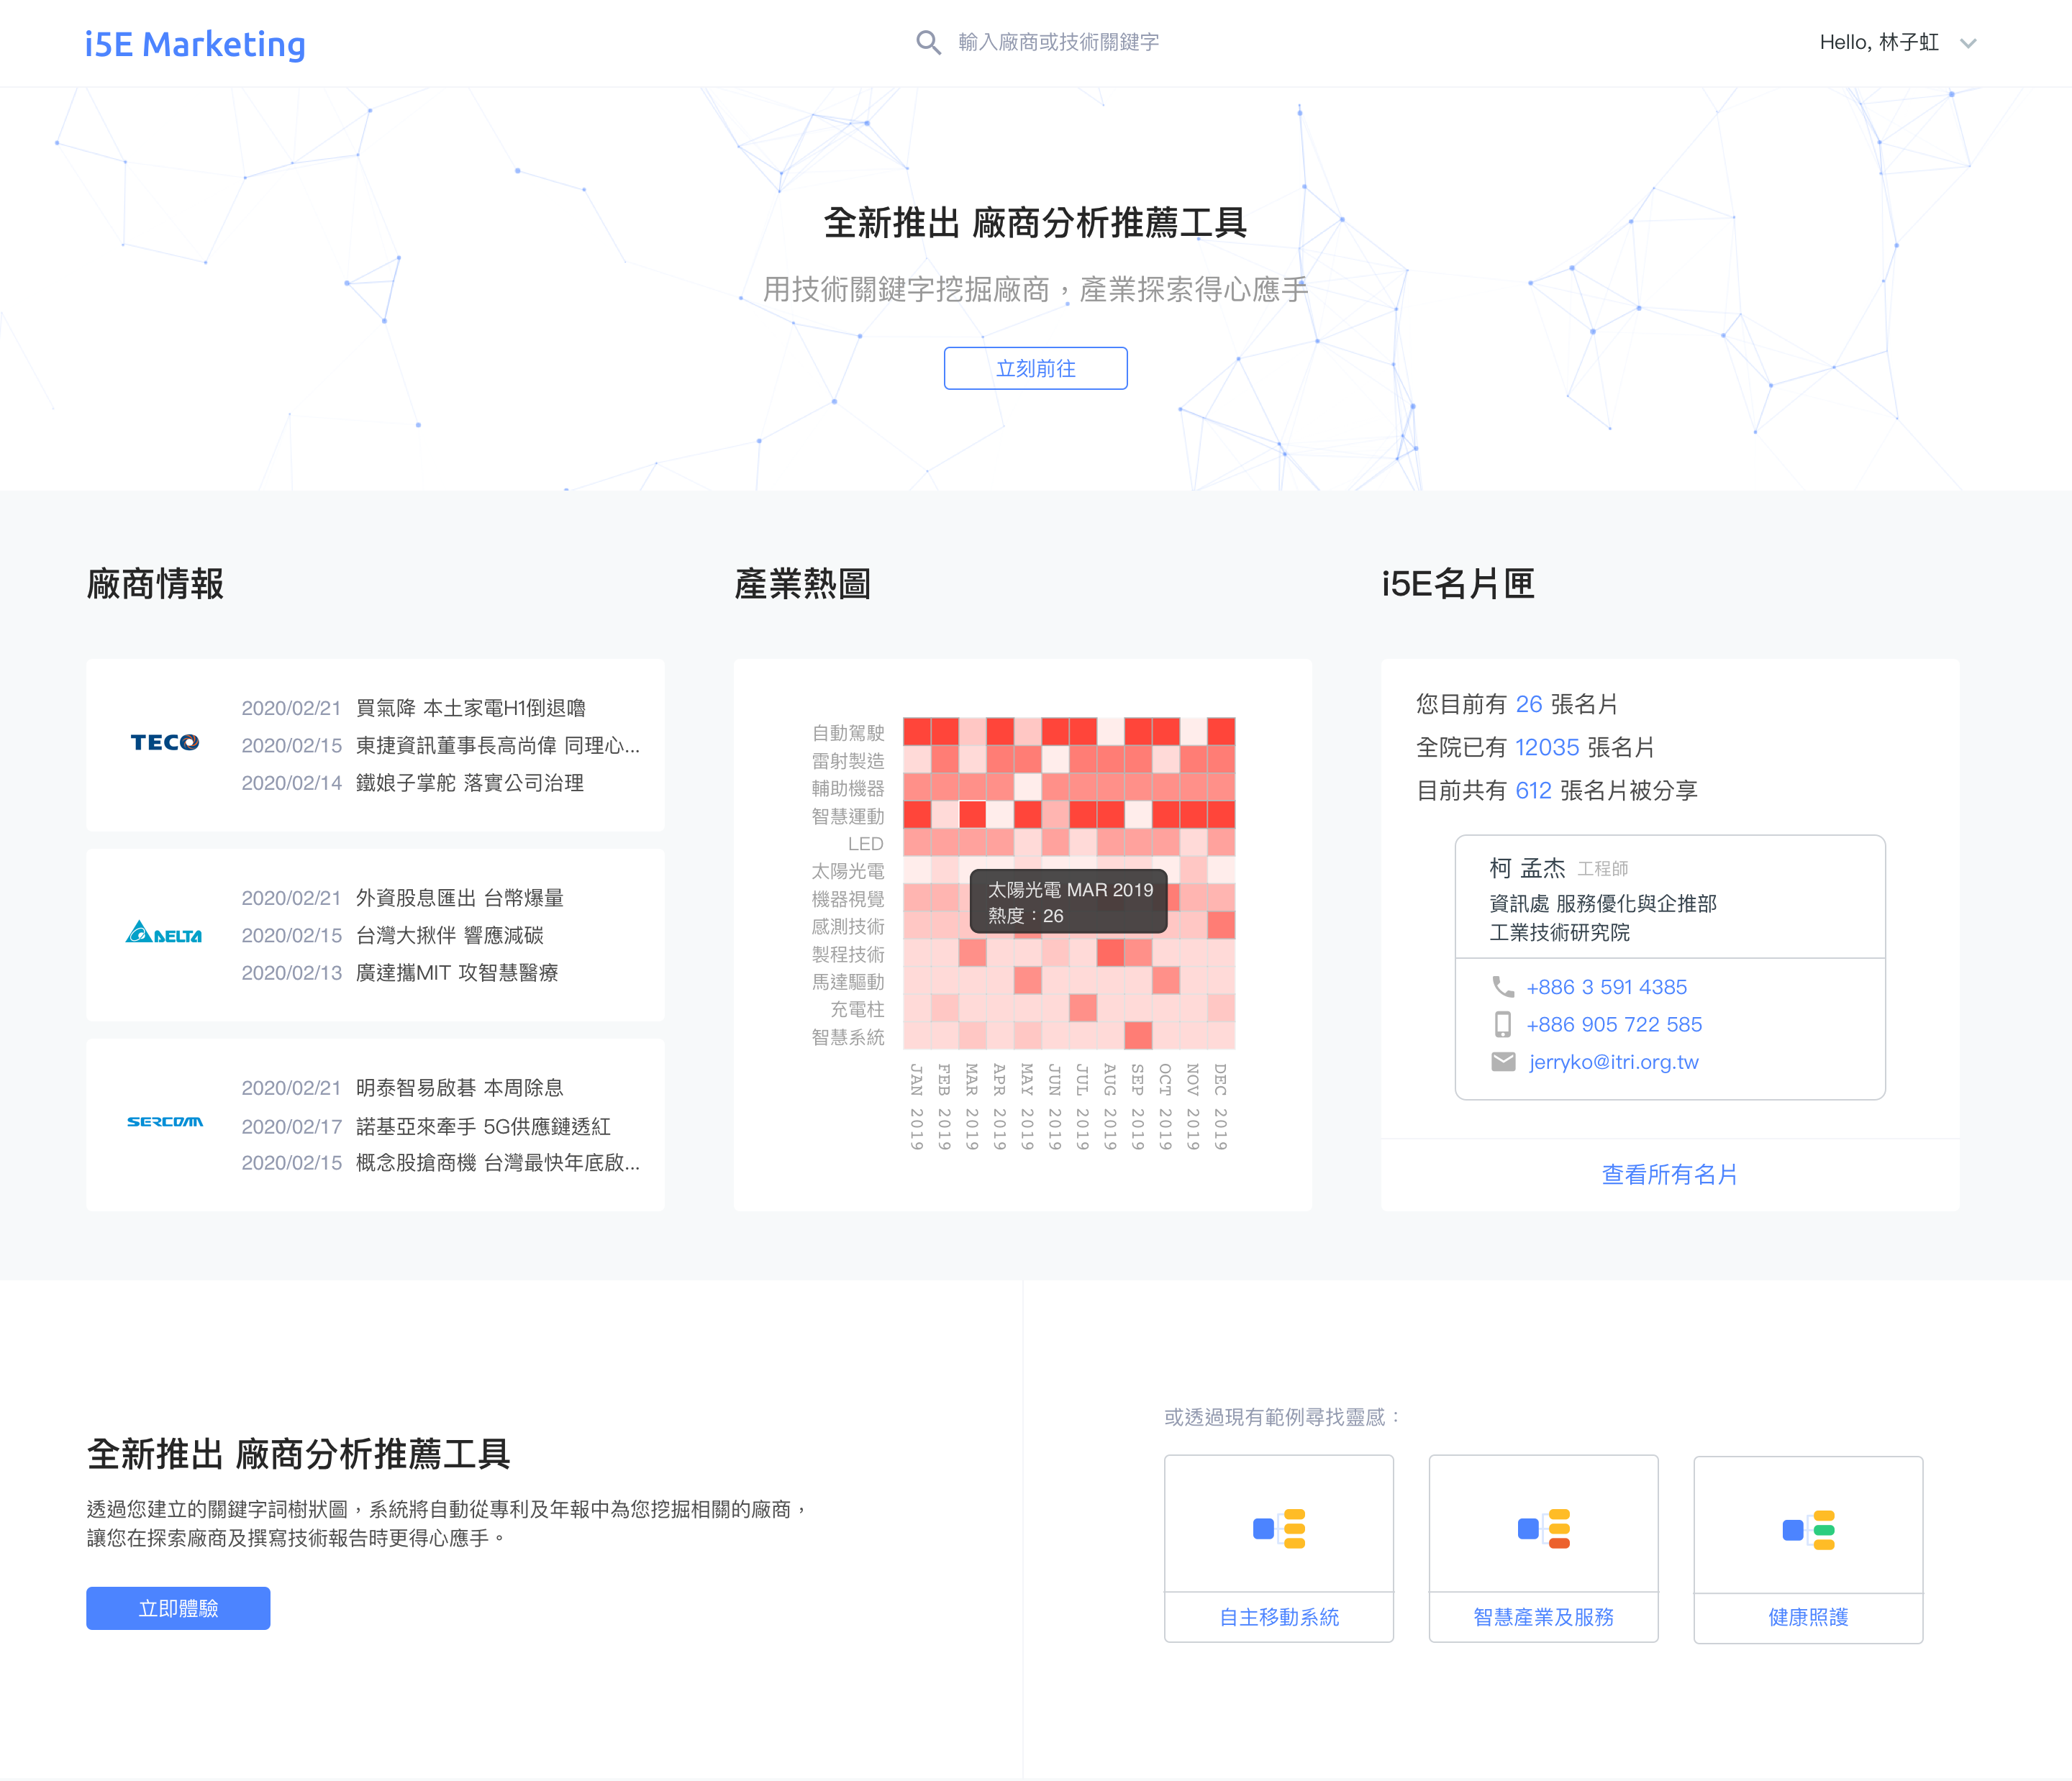 i5E Marketing
輸入廠商或技術關鍵字
Hello, 林子虹
全新推出 廠商分析推薦工具
用技術關鍵字挖掘廠商，產業探索得心應手
立刻前往
廠商情報
TECO
2020/02/21 買氣降 本土家電H1倒退嚕
2020/02/15 東捷資訊董事長高尚偉 同理心...
2020/02/14 鐵娘子掌舵 落實公司治理
DELTA
2020/02/21 外資股息匯出 台幣爆量
2020/02/15 台灣大揪伴 響應減碳
2020/02/13 廣達攜MIT 攻智慧醫療
SERCOMM
2020/02/21 明泰智易啟碁 本周除息
2020/02/17 諾基亞來牽手 5G供應鏈透紅
2020/02/15 概念股搶商機 台灣最快年底啟...
產業熱圖
自動駕駛
雷射製造
輔助機器
智慧運動
LED
太陽光電
機器視覺
感測技術
製程技術
馬達驅動
充電柱
智慧系統
太陽光電 MAR 2019
熱度：26
JAN 2019
FEB 2019
MAR 2019
APR 2019
MAY 2019
JUN 2019
JUL 2019
AUG 2019
SEP 2019
OCT 2019
NOV 2019
DEC 2019
i5E名片匣
您目前有 26 張名片
全院已有 12035 張名片
目前共有 612 張名片被分享
柯 孟杰 工程師
資訊處 服務優化與企推部
工業技術研究院
+886 3 591 4385
+886 905 722 585
jerryko@itri.org.tw
查看所有名片
全新推出 廠商分析推薦工具
透過您建立的關鍵字詞樹狀圖，系統將自動從專利及年報中為您挖掘相關的廠商，
讓您在探索廠商及撰寫技術報告時更得心應手。
立即體驗
或透過現有範例尋找靈感：
自主移動系統
智慧產業及服務
健康照護